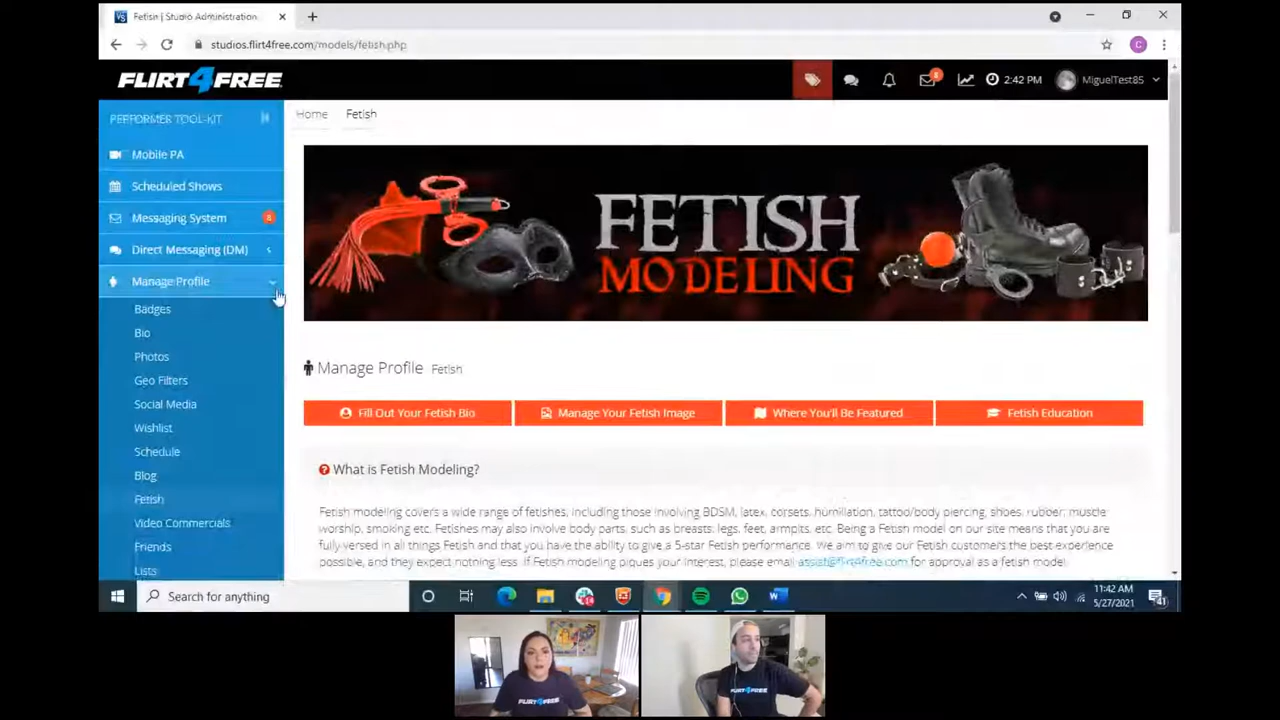 Fetish | Studio Administration
studios.flirt4free.com/models/fetish.php
C
FLIRT4FREE
8
2:42 PM
MiguelTest85
PERFORMER TOOL-KIT
Home Fetish
Mobile PA
Scheduled Shows
Messaging System 8
Direct Messaging (DM)
Manage Profile
Badges
Bio
Photos
Geo Filters
Social Media
Wishlist
Schedule
Blog
Fetish
Video Commercials
Friends
Lists
FETISH
MODELING
Manage Profile Fetish
Fill Out Your Fetish Bio
Manage Your Fetish Image
Where You'll Be Featured
Fetish Education
What is Fetish Modeling?
Fetish modeling covers a wide range of fetishes, including those involving BDSM, latex, corsets, humiliation, tattoo/body piercing, shoes, rubber, muscle
worship, smoking etc. Fetishes may also involve body parts, such as breasts, legs, feet, armpits, etc. Being a Fetish model on our site means that you are
fully versed in all things Fetish and that you have the ability to give a 5-star Fetish performance. We aim to give our Fetish customers the best experience
possible, and they expect nothing less. If Fetish modeling piques your interest, please email assist@flirt4free.com for approval as a fetish model.
Search for anything
11:42 AM
5/27/2021
41
FLIRT4FREE
FLIRT4FREE